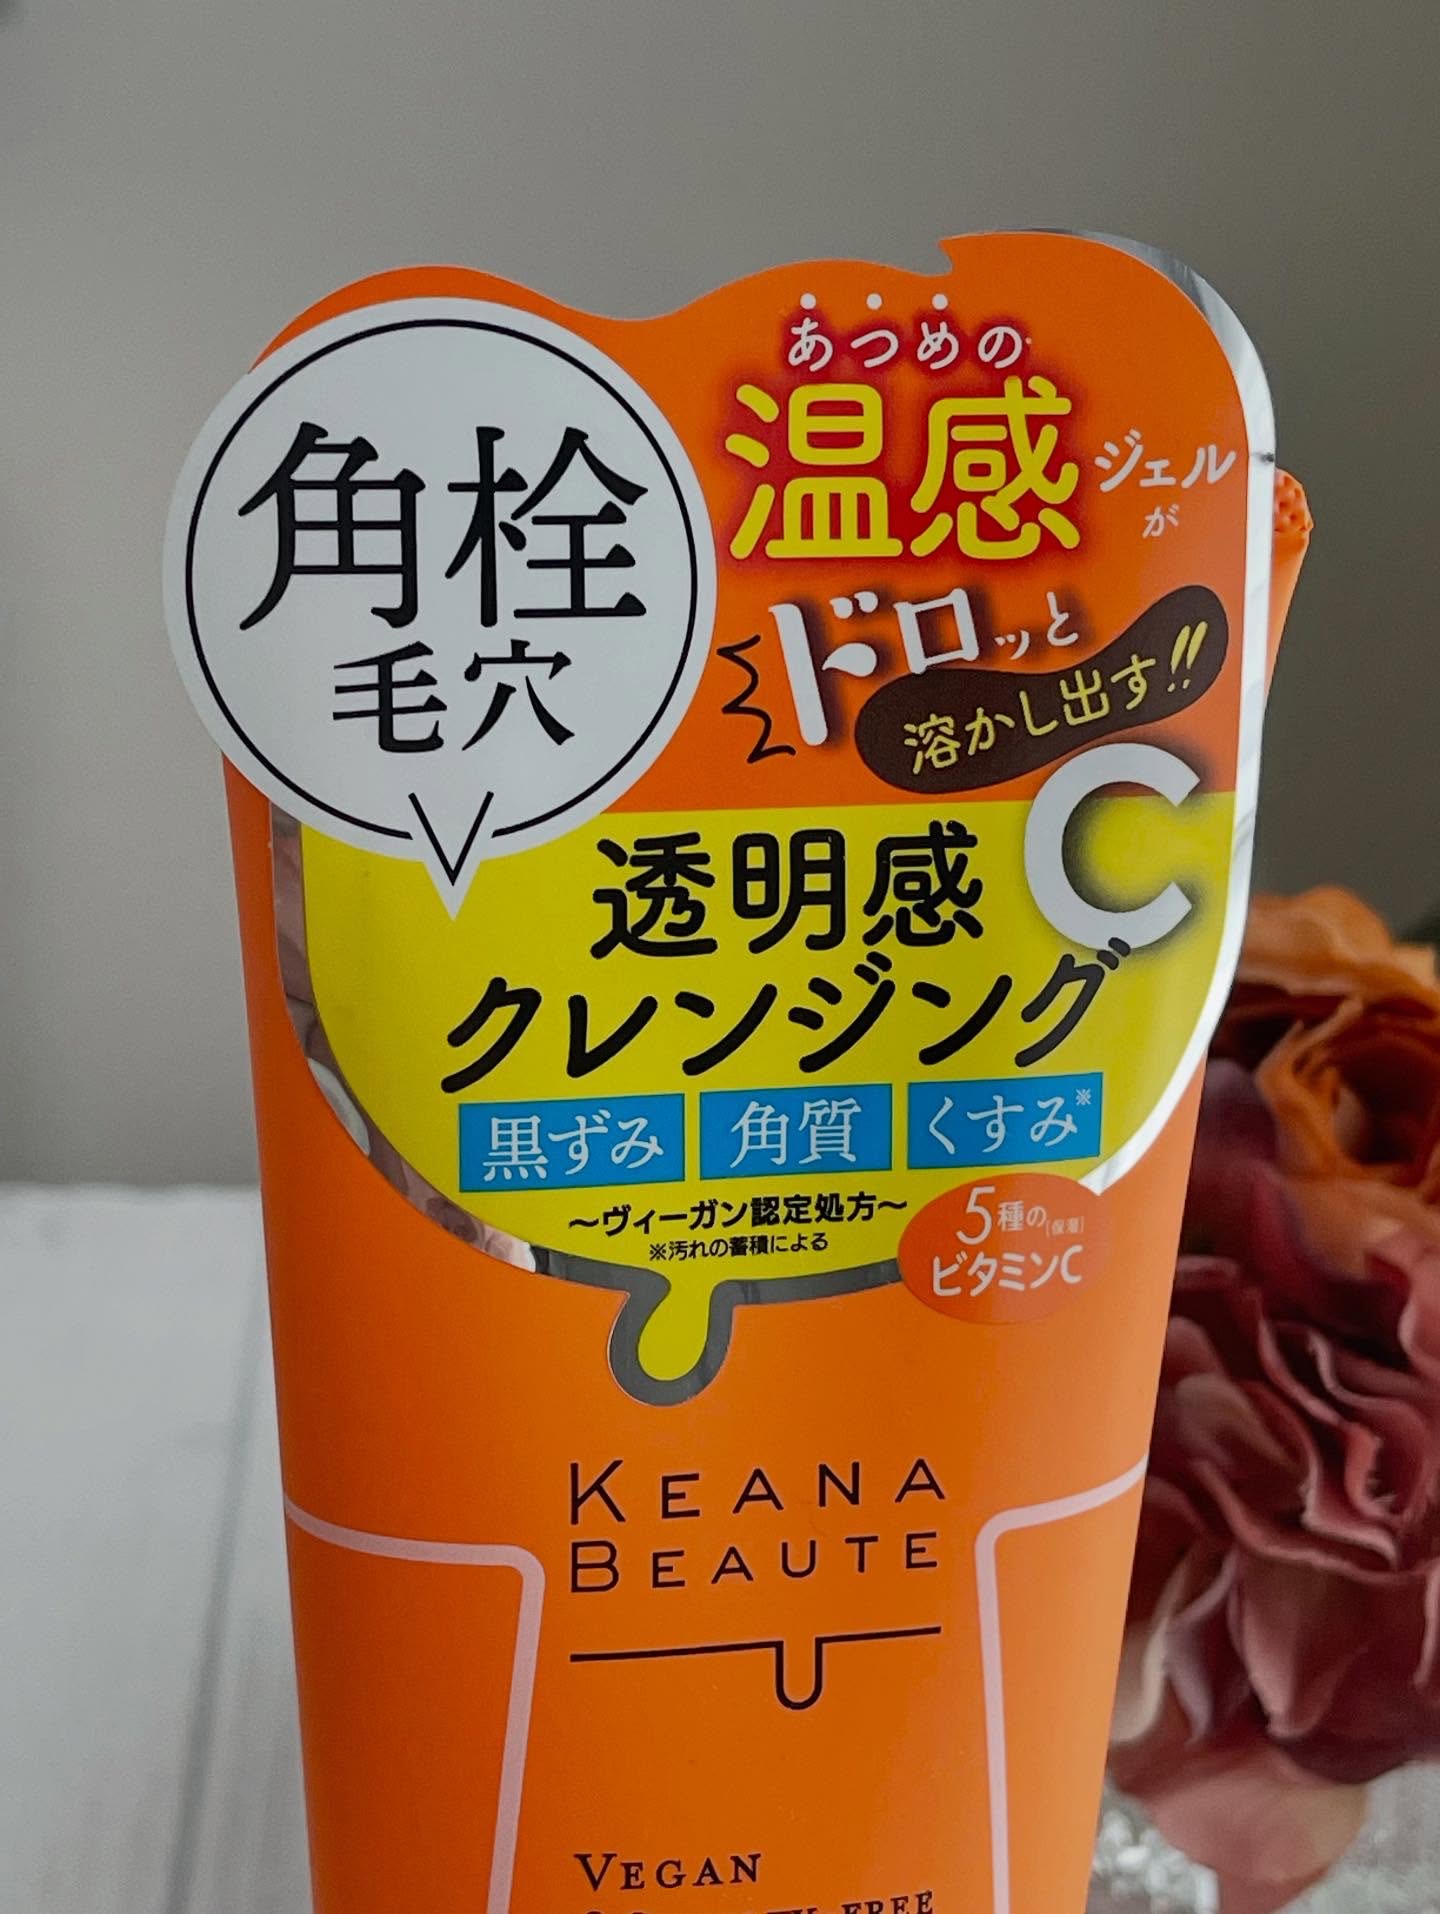 角栓
毛穴
あつめの
温感
ジェル
が
ドロッと
溶かし出す!!
透明感C
クレンジング
黒ずみ 角質 くすみ※
～ヴィーガン認定処方～
※汚れの蓄積による
5種の(保湿)
ビタミンC
KEANA
BEAUTE
VEGAN
FREE